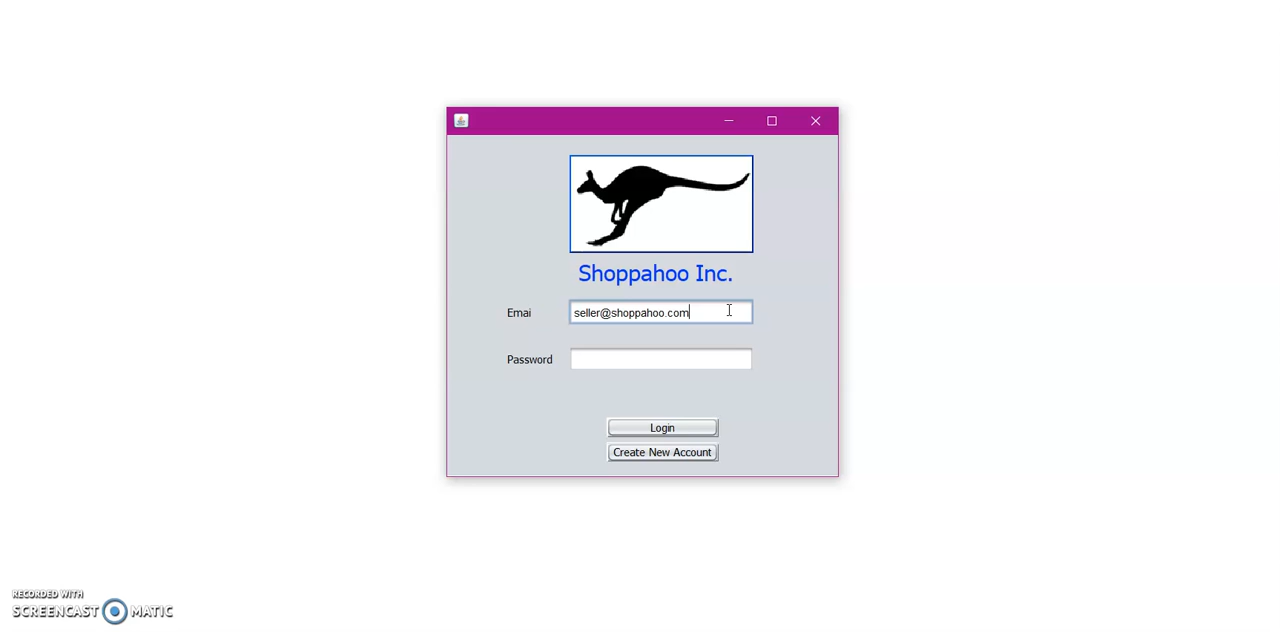 Shoppahoo Inc.
Emai seller@shoppahoo.com
Password
Login
Create New Account
RECORDED WITH
SCREENCAST MATIC